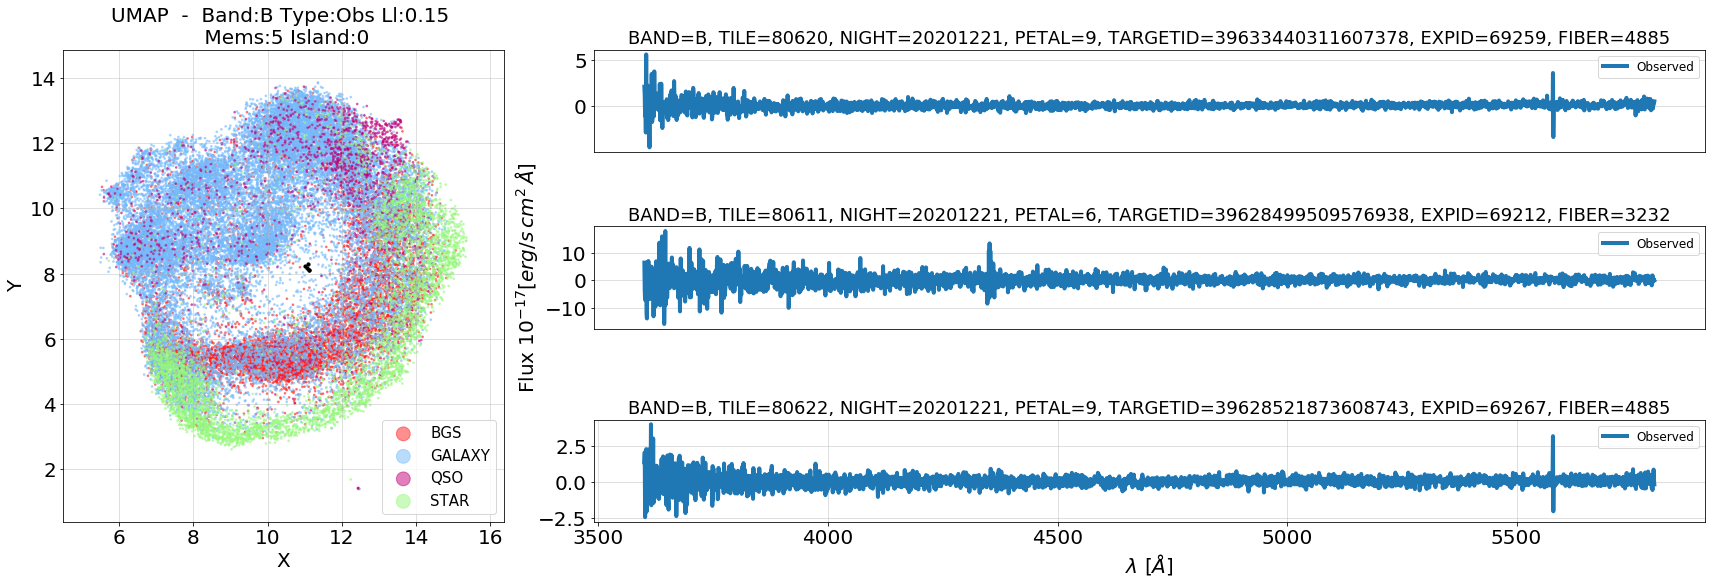 UMAP - Band:B Type:Obs Ll:0.15
Mems:5 Island:0
14
12
10
8
6
4
2
Y
6
8
10
12
14
16
X
BGS
GALAXY
QSO
STAR
Flux 10^{-17}[erg/s cm^2 Å]
BAND=B, TILE=80620, NIGHT=20201221, PETAL=9, TARGETID=39633440311607378, EXPID=69259, FIBER=4885
Observed
5
0
BAND=B, TILE=80611, NIGHT=20201221, PETAL=6, TARGETID=39628499509576938, EXPID=69212, FIBER=3232
Observed
10
0
−10
BAND=B, TILE=80622, NIGHT=20201221, PETAL=9, TARGETID=39628521873608743, EXPID=69267, FIBER=4885
Observed
2.5
0.0
−2.5
3500
4000
4500
5000
5500
λ [Å]